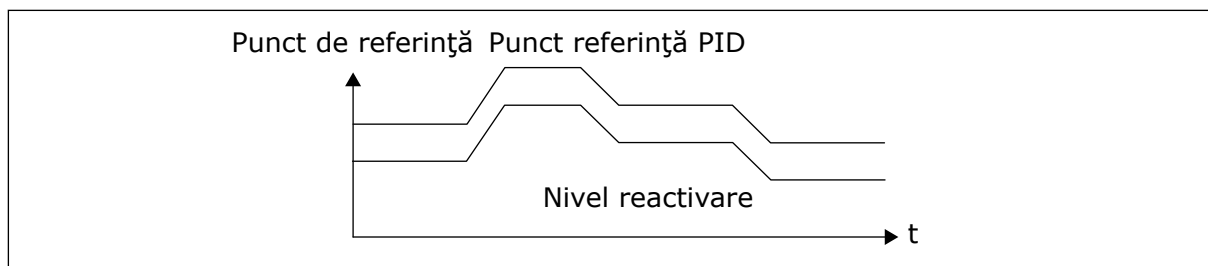 Punct de referinţă Punct referinţă PID
Nivel reactivare
t